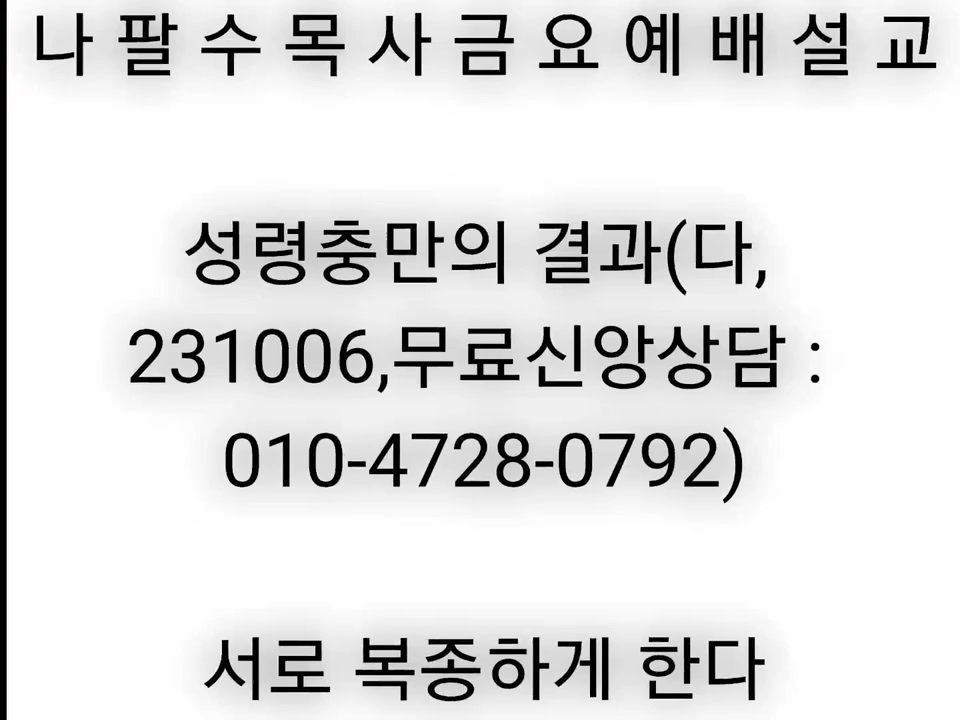 나팔수목사금요예배설교
성령충만의 결과(다,
231006,무료신앙상담 :
010-4728-0792)
서로 복종하게 한다